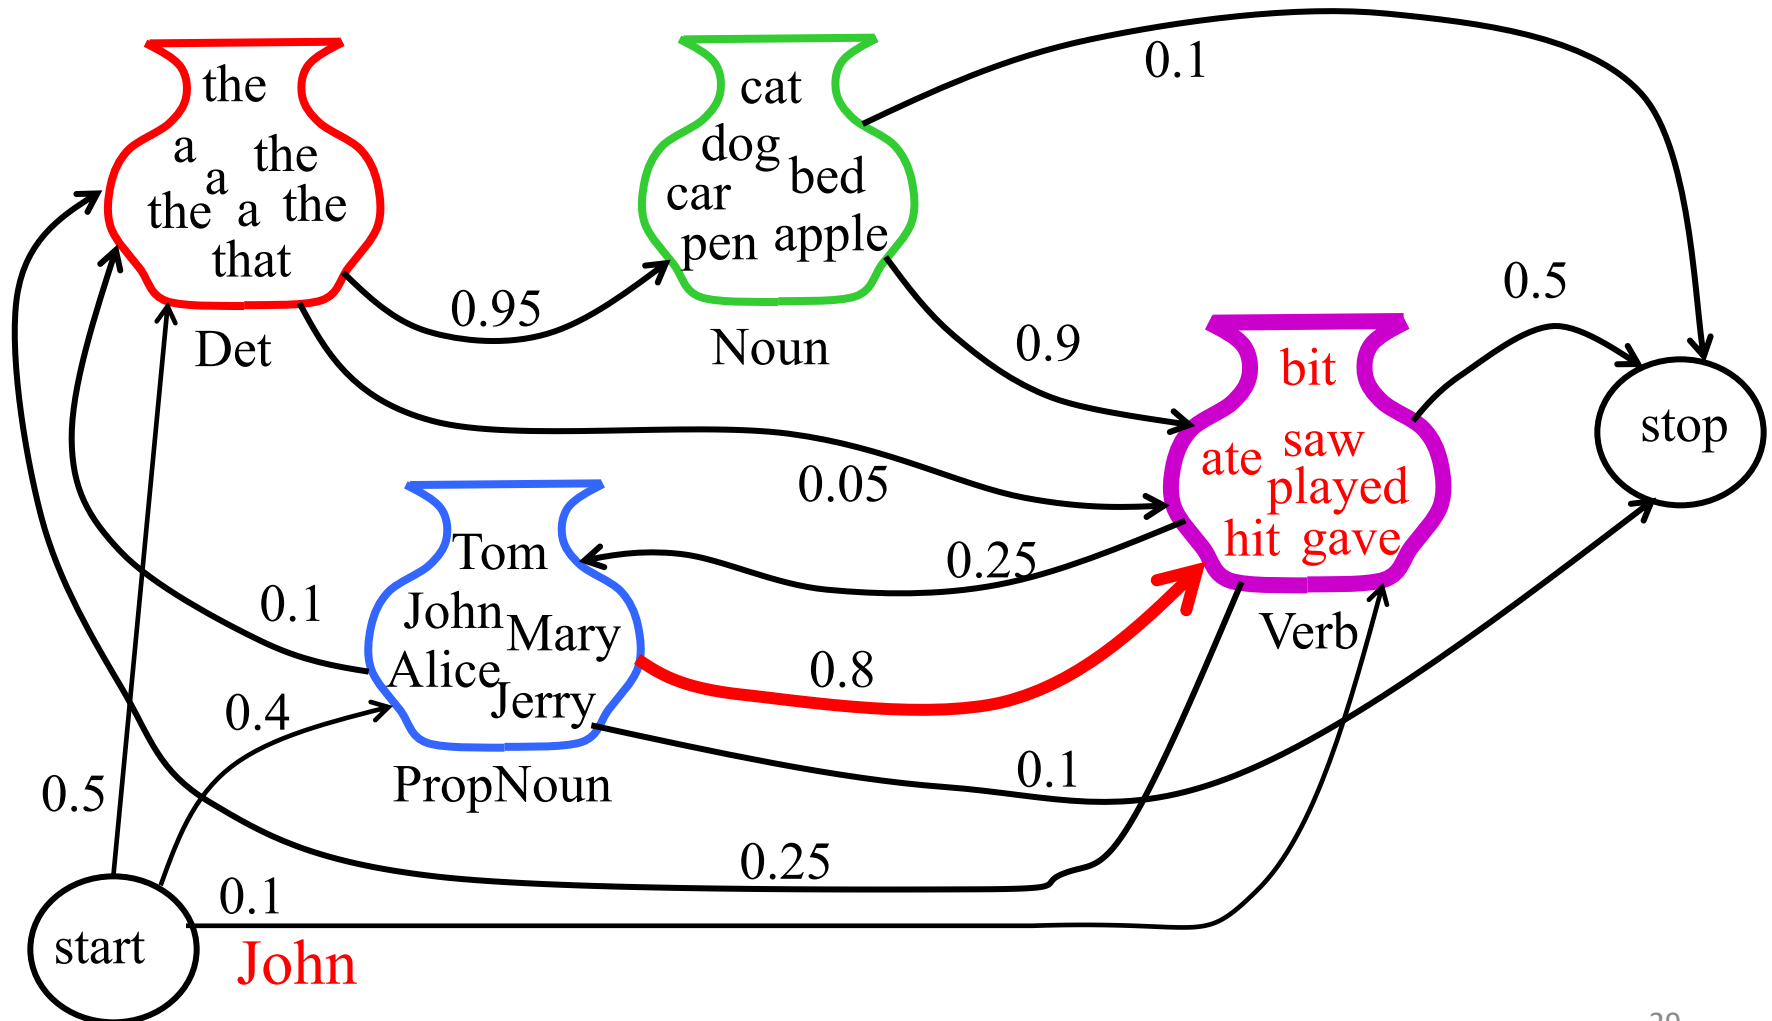 the
a
the
a
the
a
the
that
Det
cat
dog
bed
car
apple
pen
Noun
0.1
0.95
0.9
0.5
bit
saw
ate
played
hit
gave
Verb
stop
0.05
0.25
Tom
John
Mary
Alice
Jerry
PropNoun
0.1
0.4
0.8
0.1
0.5
0.25
0.1
start
John